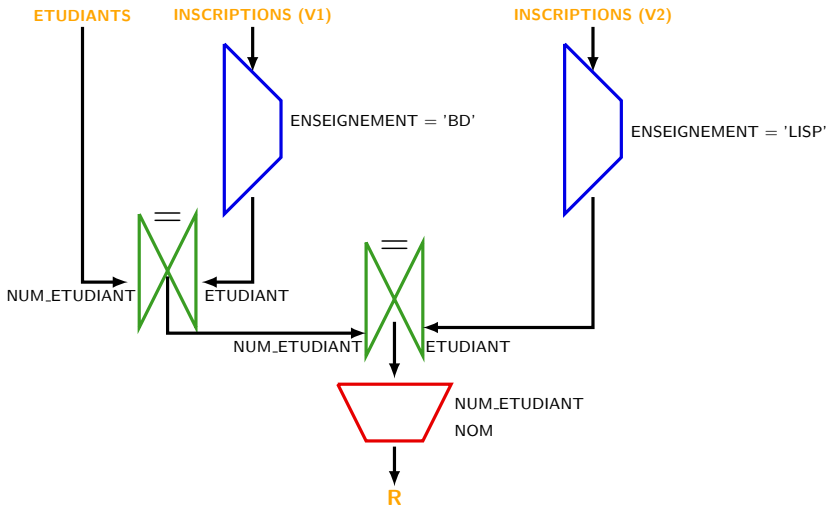 ETUDIANTS
INSCRIPTIONS (V1)
INSCRIPTIONS (V2)
ENSEIGNEMENT = 'BD'
ENSEIGNEMENT = 'LISP'
=
=
NUM_ETUDIANT
ETUDIANT
NUM_ETUDIANT
ETUDIANT
NUM_ETUDIANT
NOM
R